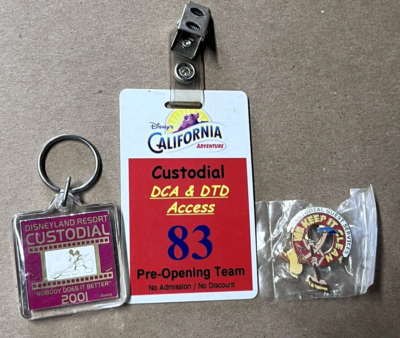 DISNEYLAND RESORT
CUSTODIAL
"NOBODY DOES IT BETTER"
2001
Disney's
CALIFORNIA
ADVENTURE
Custodial
DCA & DTD
Access
83
Pre-Opening Team
No Admission / No Discount
WE KEEP IT CLEAN